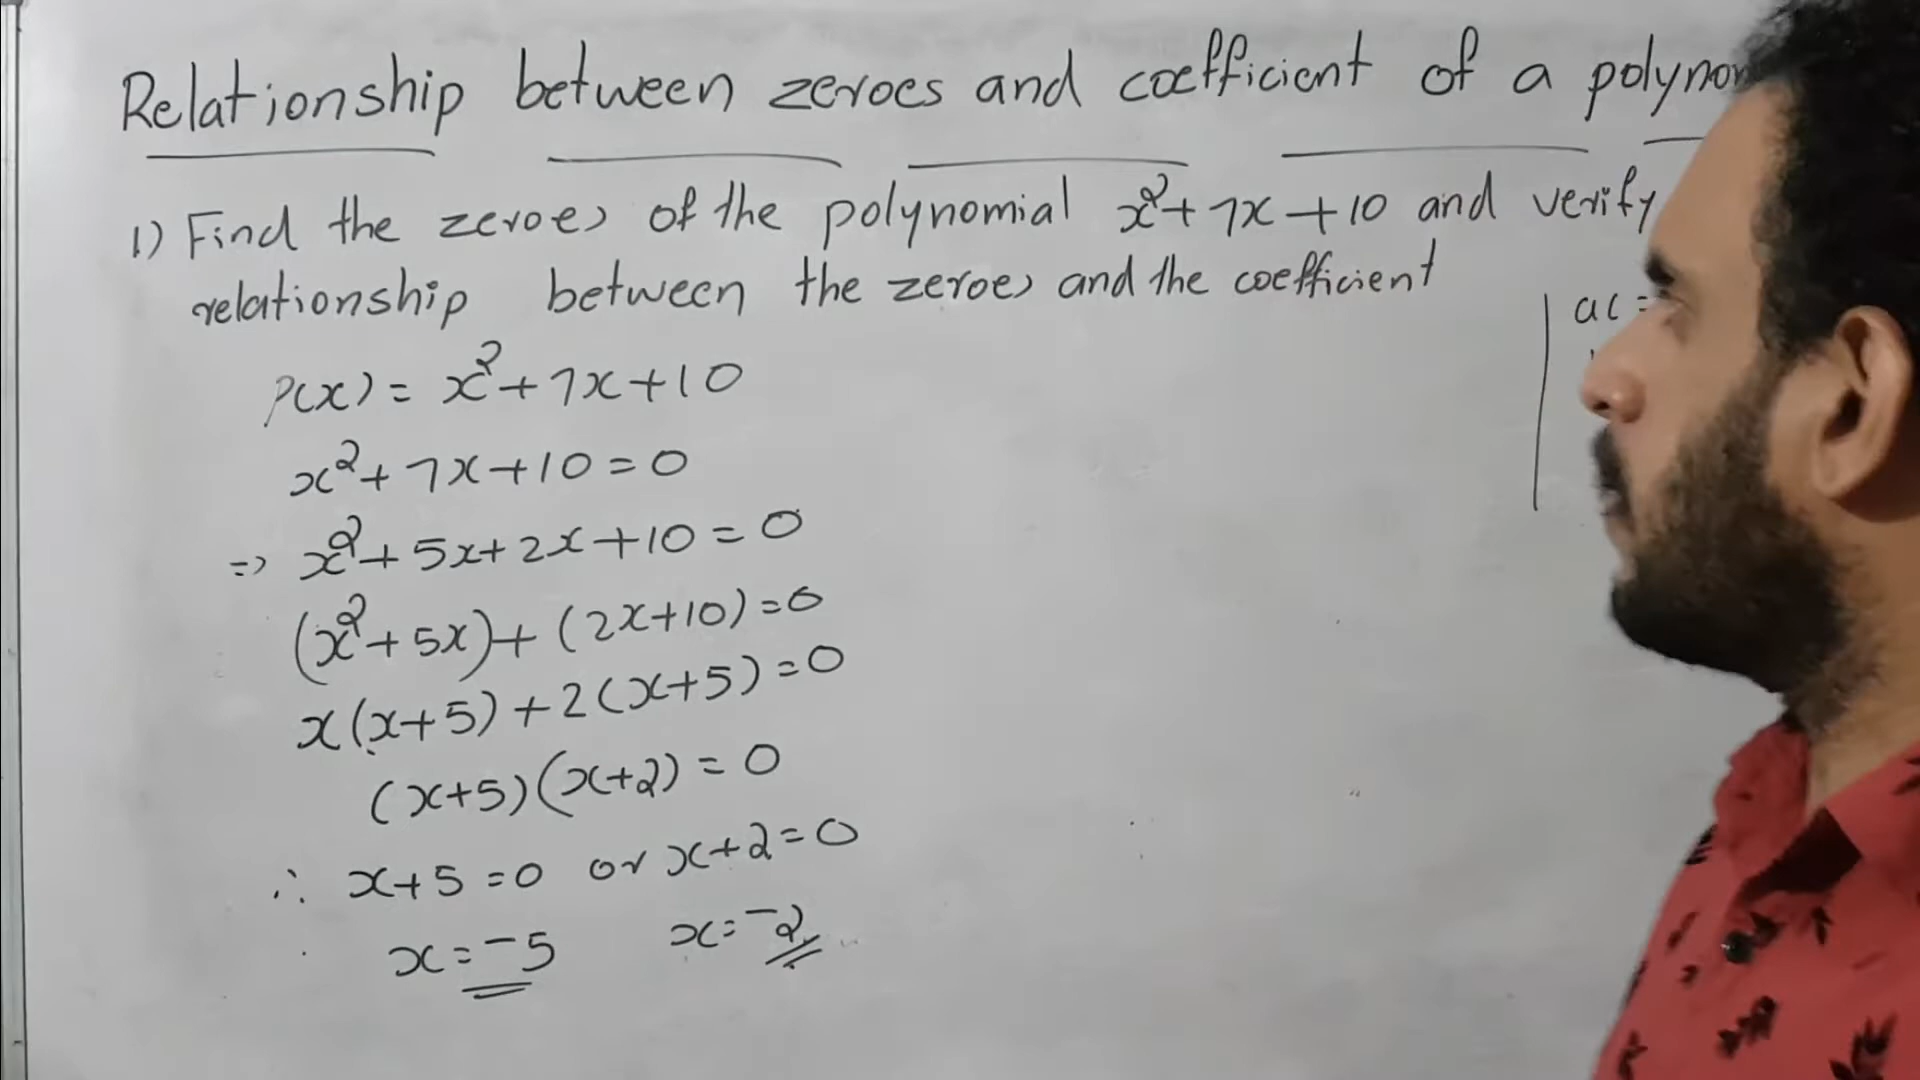 Relationship between zeroes and coefficient of a polynom
1) Find the zeroes of the polynomial x²+7x+10 and verify
relationship between the zeroes and the coefficient
ac=
P(x) = x²+7x+10
x²+7x+10=0
=> x²+5x+2x+10=0
(x²+5x)+(2x+10)=0
x(x+5)+2(x+5)=0
(x+5)(x+2)=0
∴ x+5=0 or x+2=0
x=-5 x=-2